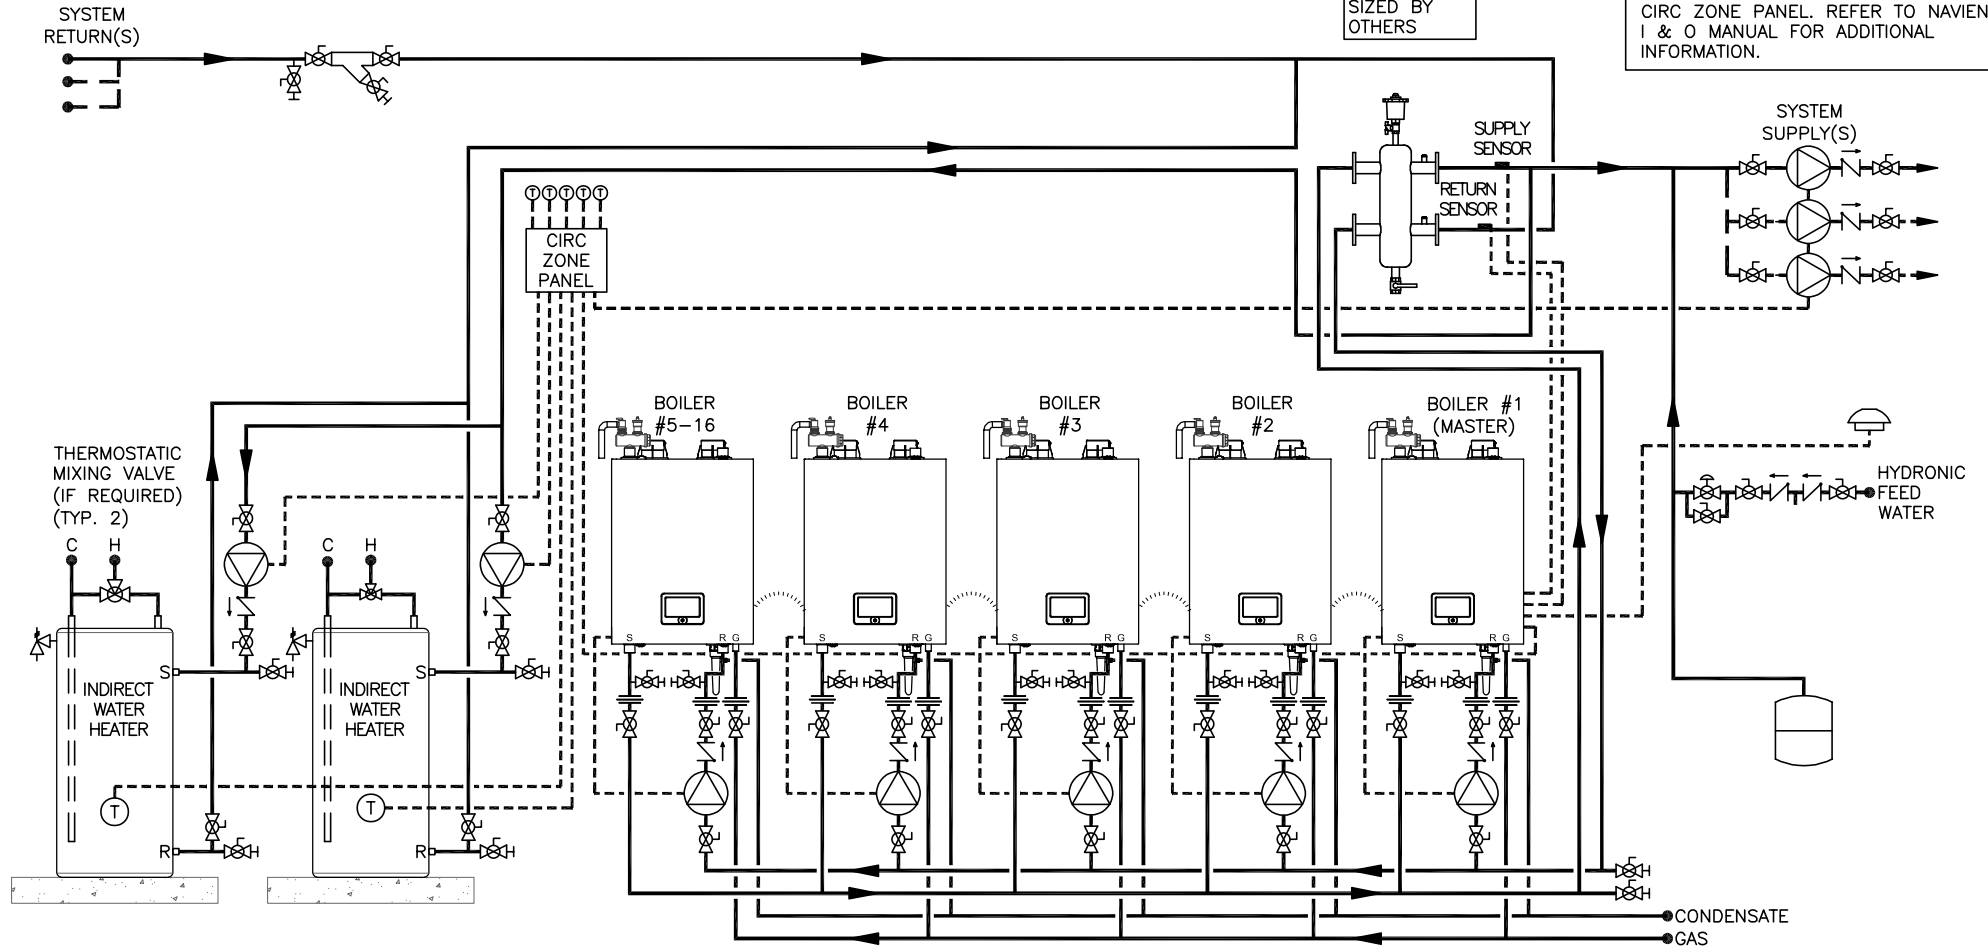 SYSTEM
RETURN(S)
SIZED BY
OTHERS
CIRC ZONE PANEL. REFER TO NAVIEN
I & O MANUAL FOR ADDITIONAL
INFORMATION.
SYSTEM
SUPPLY(S)
SUPPLY
SENSOR
RETURN
SENSOR
T T T T T
CIRC
ZONE
PANEL
BOILER
#5-16
BOILER
#4
BOILER
#3
BOILER
#2
BOILER #1
(MASTER)
THERMOSTATIC
MIXING VALVE
(IF REQUIRED)
(TYP. 2)
HYDRONIC
FEED
WATER
C H
C H
S R G
S R G
S R G
S R G
S R G
S
INDIRECT
WATER
HEATER
T
R
S
INDIRECT
WATER
HEATER
T
R
CONDENSATE
GAS